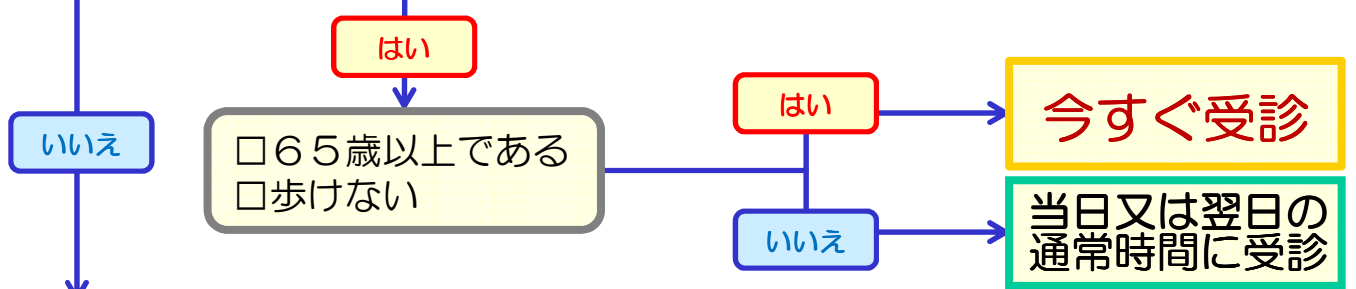 はい
いいえ
□６５歳以上である
□歩けない
はい
今すぐ受診
いいえ
当日又は翌日の
通常時間に受診